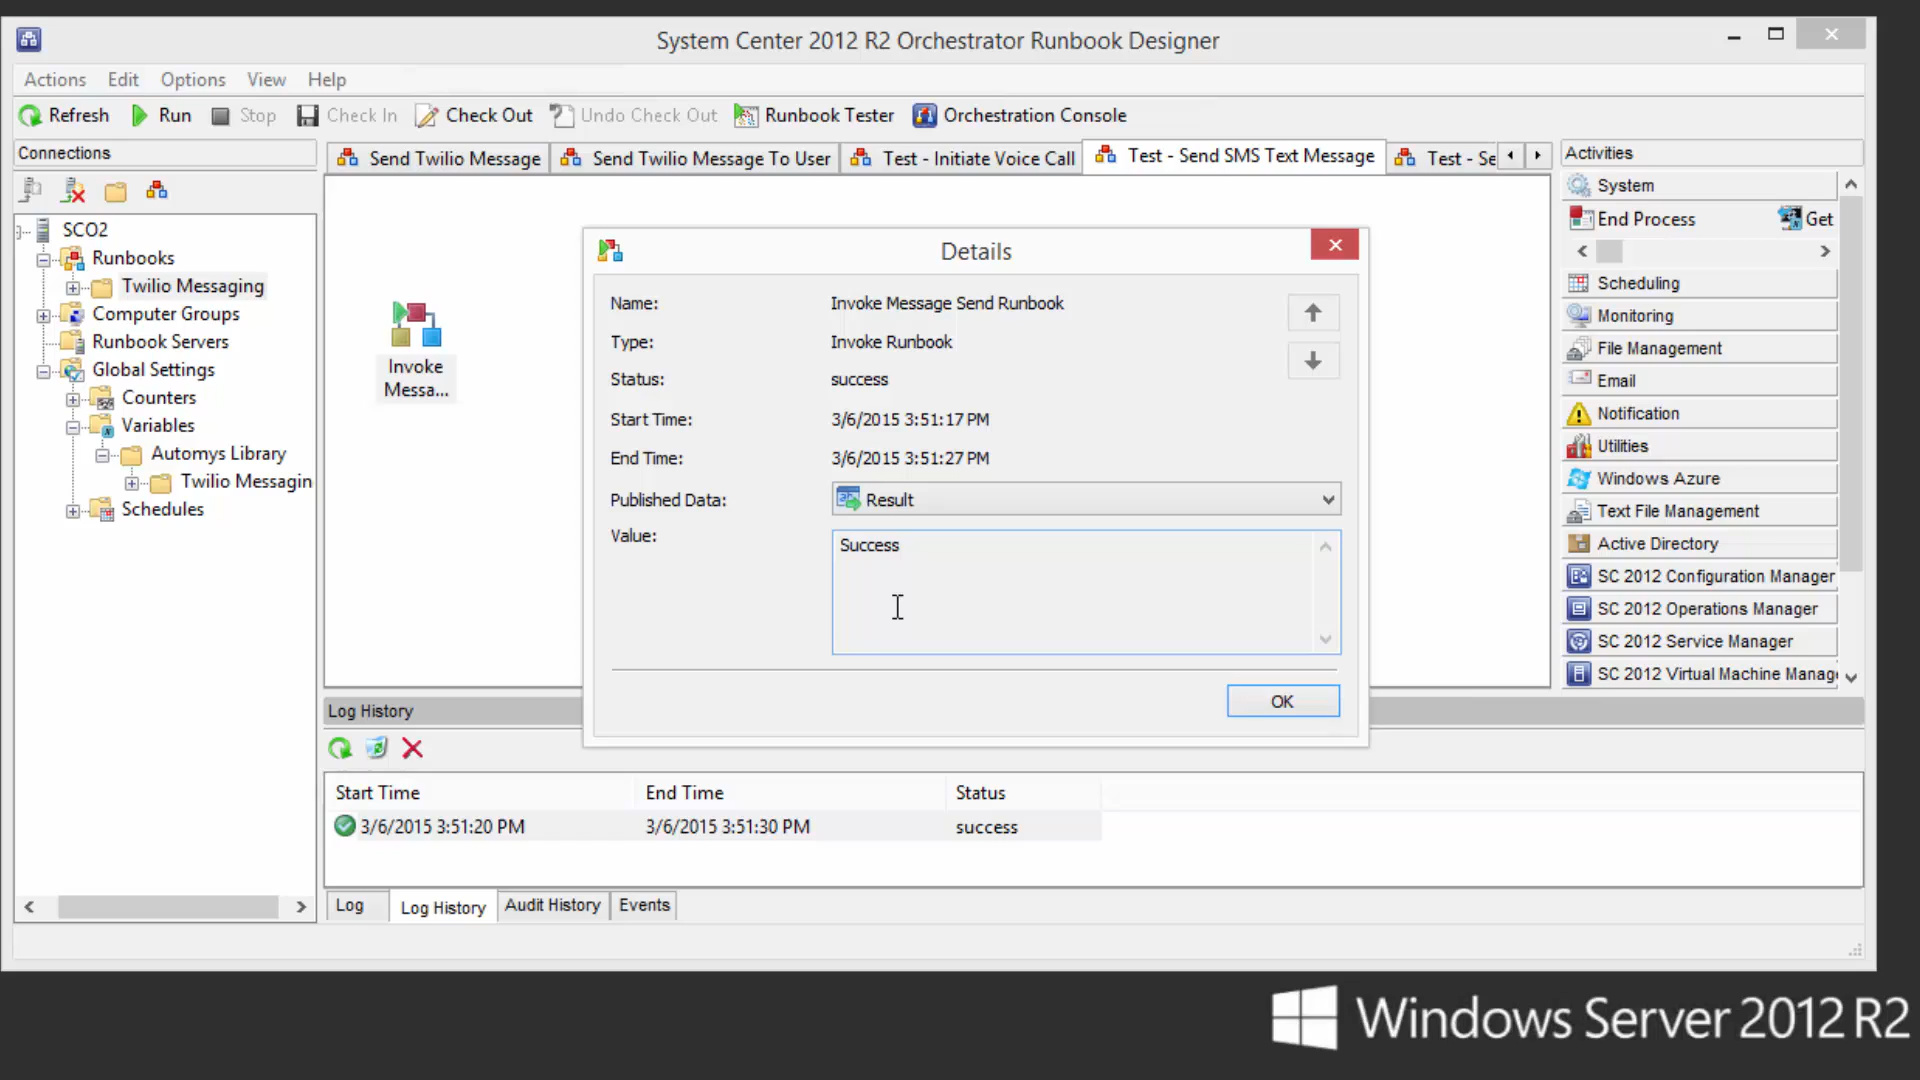 System Center 2012 R2 Orchestrator Runbook Designer
Actions Edit Options View Help
Refresh Run Stop Check In Check Out Undo Check Out Runbook Tester Orchestration Console
Connections
SCO2
Runbooks
Twilio Messaging
Computer Groups
Runbook Servers
Global Settings
Counters
Variables
Automys Library
Twilio Messagin
Schedules
Send Twilio Message Send Twilio Message To User Test - Initiate Voice Call Test - Send SMS Text Message Test - Se
Invoke
Messa...
Details
Name: Invoke Message Send Runbook
Type: Invoke Runbook
Status: success
Start Time: 3/6/2015 3:51:17 PM
End Time: 3/6/2015 3:51:27 PM
Published Data: Result
Value: Success
OK
Activities
System
End Process Get
Scheduling
Monitoring
File Management
Email
Notification
Utilities
Windows Azure
Text File Management
Active Directory
SC 2012 Configuration Manager
SC 2012 Operations Manager
SC 2012 Service Manager
SC 2012 Virtual Machine Manag
Log History
Start Time End Time Status
3/6/2015 3:51:20 PM 3/6/2015 3:51:30 PM success
Log Log History Audit History Events
Windows Server 2012 R2